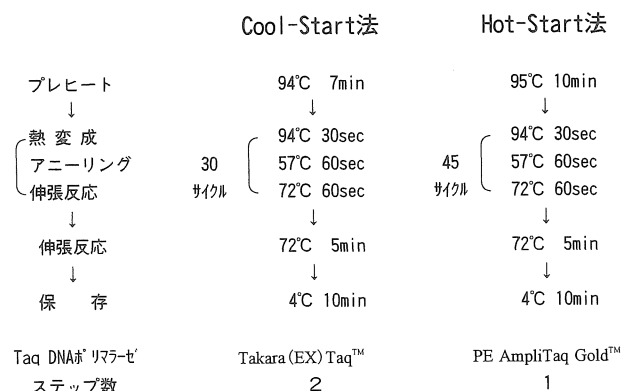 Cool-Start法 Hot-Start法
プレヒート 94℃ 7min 95℃ 10min
↓ ↓ ↓
熱変成 94℃ 30sec 94℃ 30sec
アニーリング 30 57℃ 60sec 45 57℃ 60sec
伸張反応 サイクル 72℃ 60sec サイクル 72℃ 60sec
↓ ↓ ↓
伸張反応 72℃ 5min 72℃ 5min
↓ ↓ ↓
保存 4℃ 10min 4℃ 10min
Taq DNAポリマラーゼ Takara(EX)Taq™ PE AmpliTaq Gold™
ステップ数 2 1